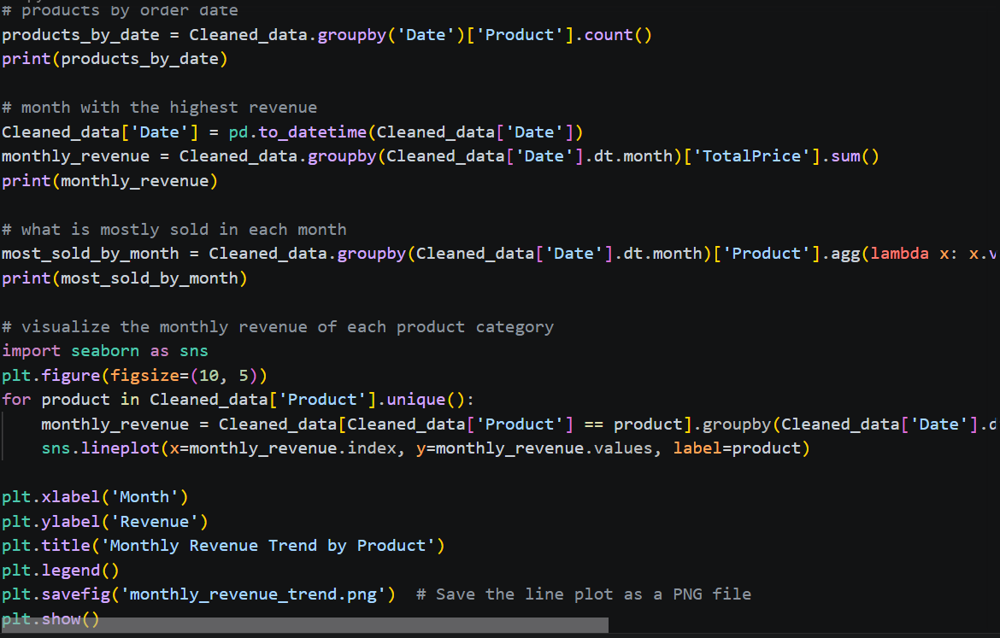 # products by order date
products_by_date = Cleaned_data.groupby('Date')['Product'].count()
print(products_by_date)
# month with the highest revenue
Cleaned_data['Date'] = pd.to_datetime(Cleaned_data['Date'])
monthly_revenue = Cleaned_data.groupby(Cleaned_data['Date'].dt.month)['TotalPrice'].sum()
print(monthly_revenue)
# what is mostly sold in each month
most_sold_by_month = Cleaned_data.groupby(Cleaned_data['Date'].dt.month)['Product'].agg(lambda x: x.v
print(most_sold_by_month)
# visualize the monthly revenue of each product category
import seaborn as sns
plt.figure(figsize=(10, 5))
for product in Cleaned_data['Product'].unique():
    monthly_revenue = Cleaned_data[Cleaned_data['Product'] == product].groupby(Cleaned_data['Date'].d
    sns.lineplot(x=monthly_revenue.index, y=monthly_revenue.values, label=product)
plt.xlabel('Month')
plt.ylabel('Revenue')
plt.title('Monthly Revenue Trend by Product')
plt.legend()
plt.savefig('monthly_revenue_trend.png')  # Save the line plot as a PNG file
plt.show()